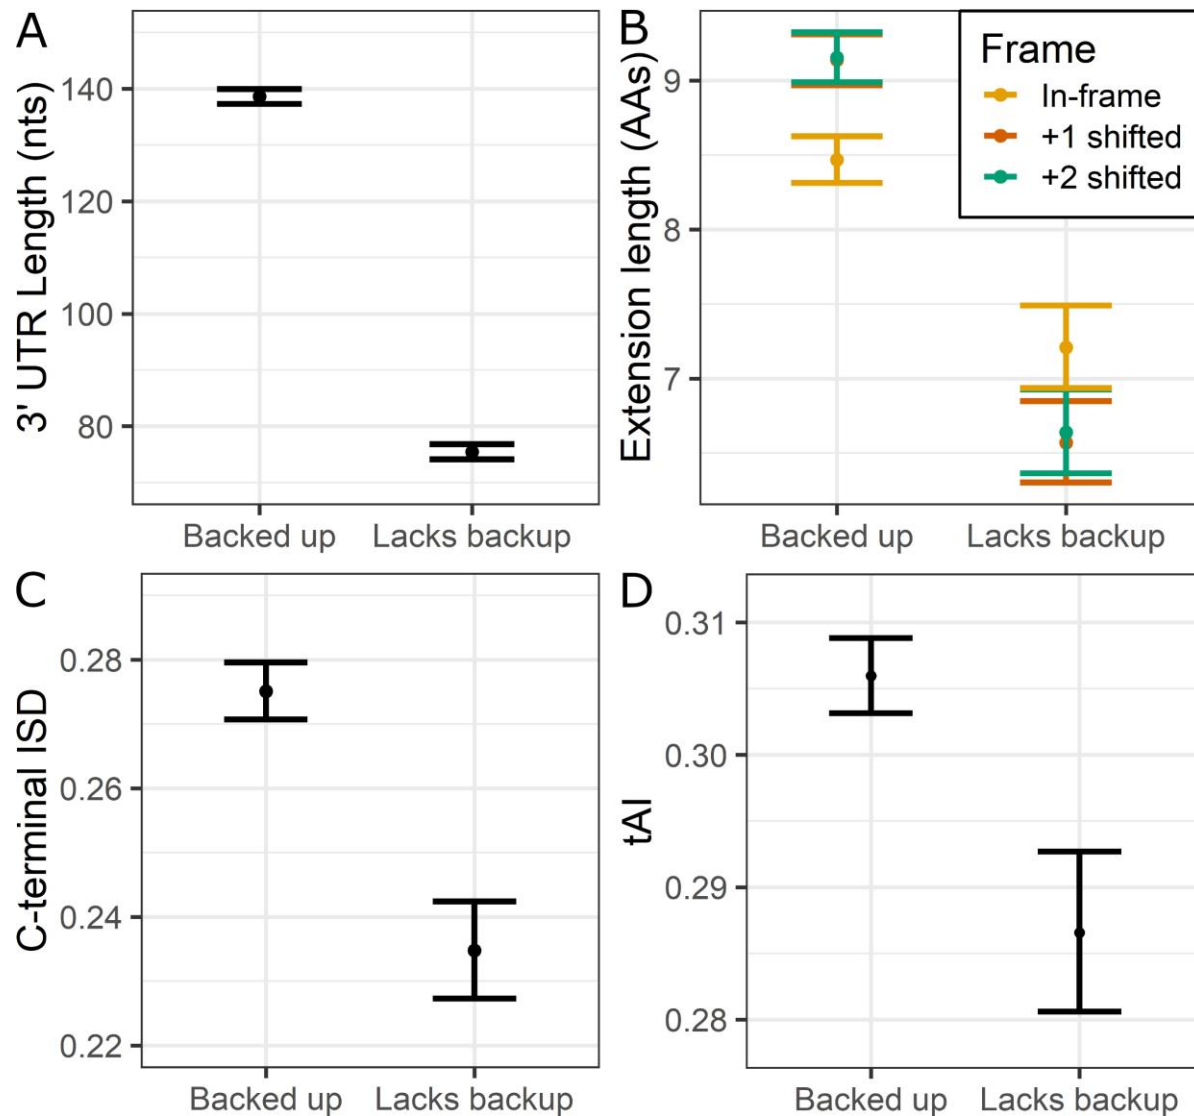 A
3' UTR Length (nts)
140
120
100
80
Backed up Lacks backup
B
Extension length (AAs)
9
8
7
Frame
In-frame
+1 shifted
+2 shifted
Backed up Lacks backup
C
C-terminal ISD
0.28
0.26
0.24
0.22
Backed up Lacks backup
D
tAI
0.31
0.30
0.29
0.28
Backed up Lacks backup